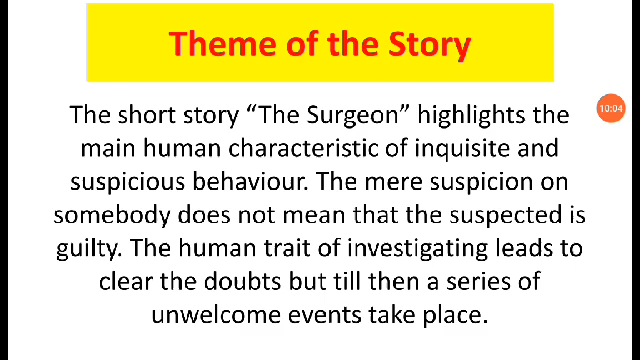 Theme of the Story
The short story “The Surgeon” highlights the
10:04
main human characteristic of inquisite and
suspicious behaviour. The mere suspicion on
somebody does not mean that the suspected is
guilty. The human trait of investigating leads to
clear the doubts but till then a series of
unwelcome events take place.